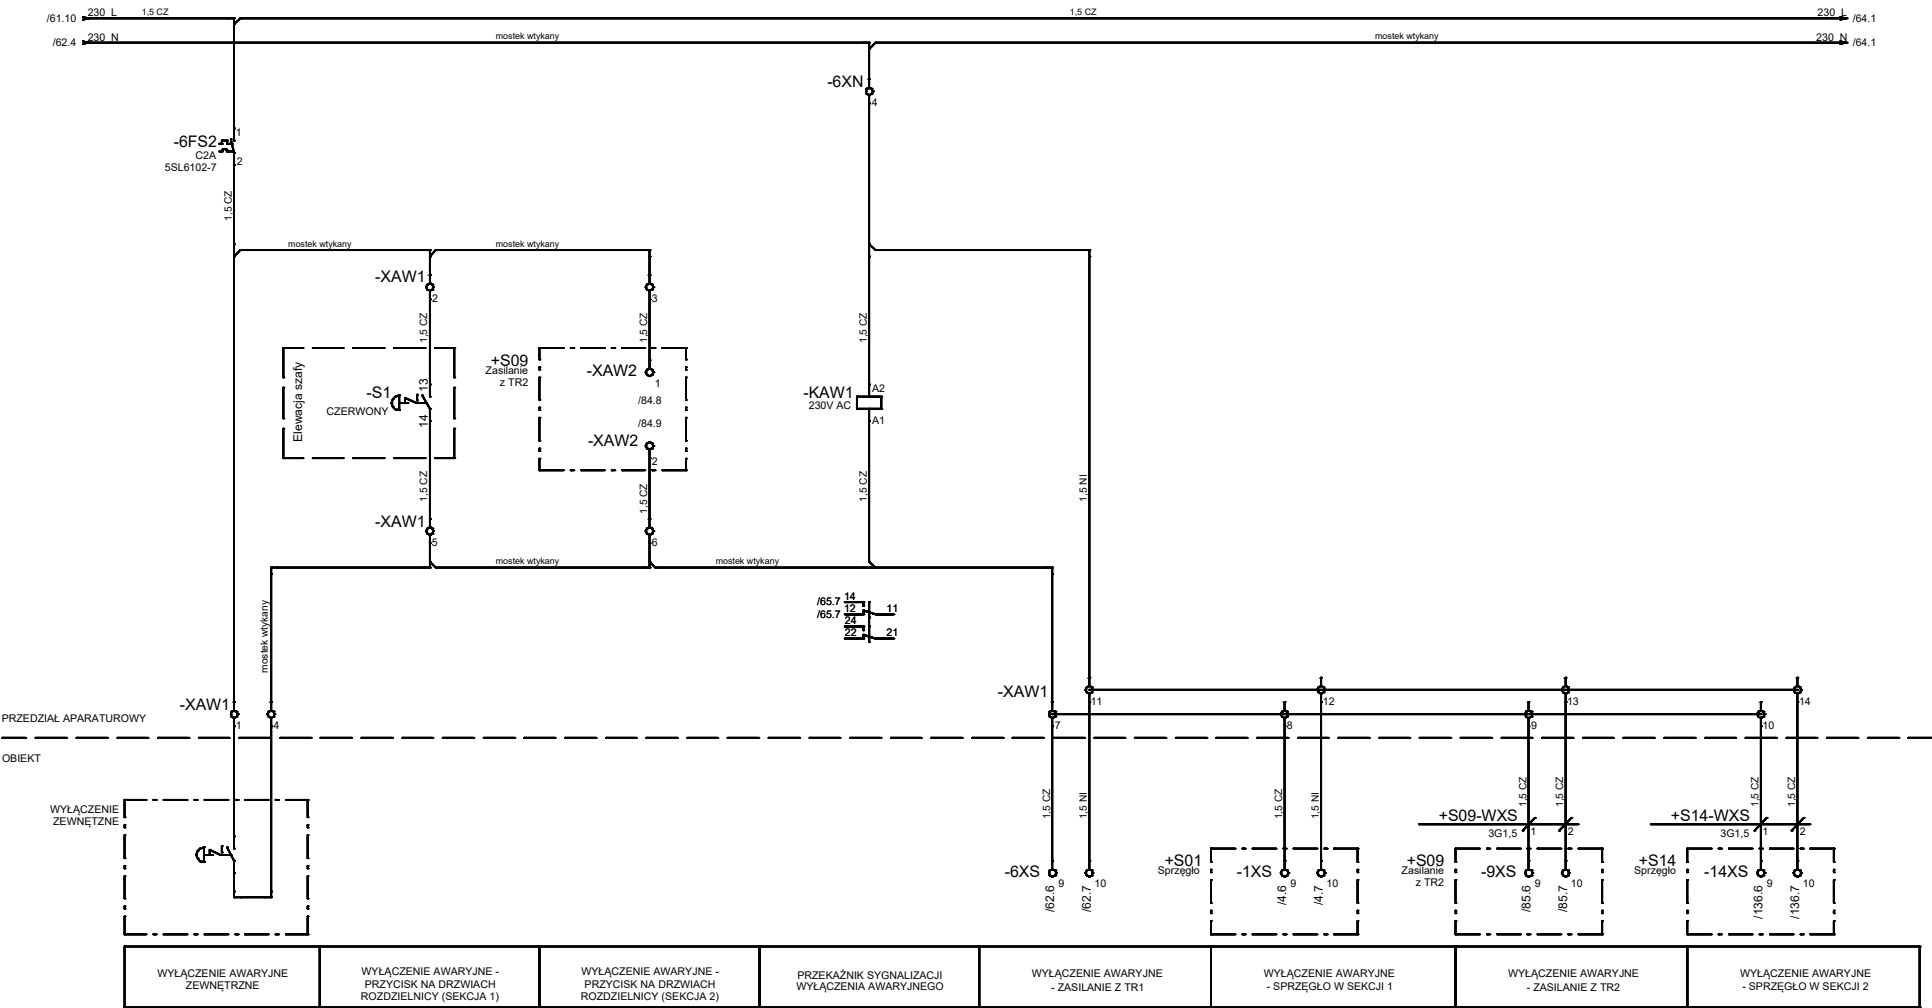 /61.10
230 L
1,5 CZ
1,5 CZ
230 L
/64.1
/62.4
230 N
mostek wtykany
mostek wtykany
230 N
/64.1
-6XN
4
-6FS2
C2A
5SL6102-7
1
2
1,5 CZ
mostek wtykany
mostek wtykany
-XAW1
2
3
1,5 CZ
1,5 CZ
1,5 CZ
Elewacja szafy
-S1
CZERWONY
13
14
+S09
Zasilanie
z TR2
-XAW2
1
/84.8
/84.9
-XAW2
2
-KAW1
230V AC
A2
A1
1,5 CZ
1,5 CZ
1,5 CZ
1,5 NI
-XAW1
5
6
mostek wtykany
mostek wtykany
mostek wtykany
/65.7
14
/65.7
12
11
24
22
21
-XAW1
1
4
-XAW1
7
11
8
12
9
13
10
14
PRZEDZIAŁ APARATUROWY
OBIEKT
WYŁĄCZENIE
ZEWNĘTZNE
1,5 CZ
1,5 NI
1,5 CZ
1,5 NI
1,5 CZ
1,5 CZ
1,5 CZ
1,5 CZ
+S09-WXS
3G1,5
1
2
+S14-WXS
3G1,5
1
2
-6XS
9
10
/62.6
/62.7
+S01
Sprzęgło
-1XS
9
10
/4.6
/4.7
+S09
Zasilanie
z TR2
-9XS
9
10
/85.6
/85.7
+S14
Sprzęgło
-14XS
9
10
/136.6
/136.7
WYŁĄCZENIE AWARYJNE
ZEWNĘTRZNE
WYŁĄCZENIE AWARYJNE -
PRZYCISK NA DRZWIACH
ROZDZIELNICY (SEKCJA 1)
WYŁĄCZENIE AWARYJNE -
PRZYCISK NA DRZWIACH
ROZDZIELNICY (SEKCJA 2)
PRZEKAŹNIK SYGNALIZACJI
WYŁĄCZENIA AWARYJNEGO
WYŁĄCZENIE AWARYJNE
- ZASILANIE Z TR1
WYŁĄCZENIE AWARYJNE
- SPRZĘGŁO W SEKCJI 1
WYŁĄCZENIE AWARYJNE
- ZASILANIE Z TR2
WYŁĄCZENIE AWARYJNE
- SPRZĘGŁO W SEKCJI 2